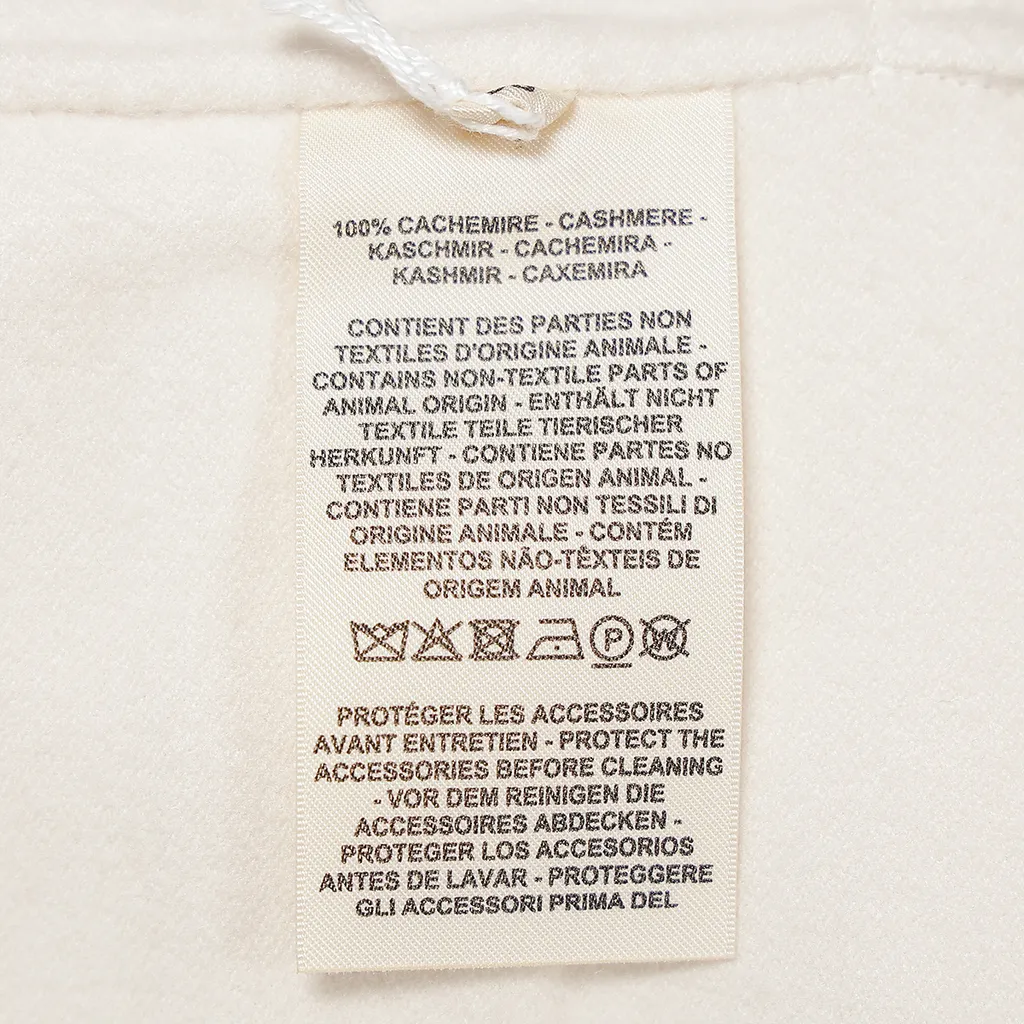 100% CACHEMIRE - CASHMERE -
KASCHMIR - CACHEMIRA -
KASHMIR - CAXEMIRA
CONTIENT DES PARTIES NON
TEXTILES D'ORIGINE ANIMALE -
CONTAINS NON-TEXTILE PARTS OF
ANIMAL ORIGIN - ENTHÄLT NICHT
TEXTILE TEILE TIERISCHER
HERKUNFT - CONTIENE PARTES NO
TEXTILES DE ORIGEN ANIMAL -
CONTIENE PARTI NON TESSILI DI
ORIGINE ANIMALE - CONTÉM
ELEMENTOS NÃO-TÊXTEIS DE
ORIGEM ANIMAL
P W
PROTÉGER LES ACCESSOIRES
AVANT ENTRETIEN - PROTECT THE
ACCESSORIES BEFORE CLEANING
- VOR DEM REINIGEN DIE
ACCESSOIRES ABDECKEN -
PROTEGER LOS ACCESORIOS
ANTES DE LAVAR - PROTEGGERE
GLI ACCESSORI PRIMA DEL